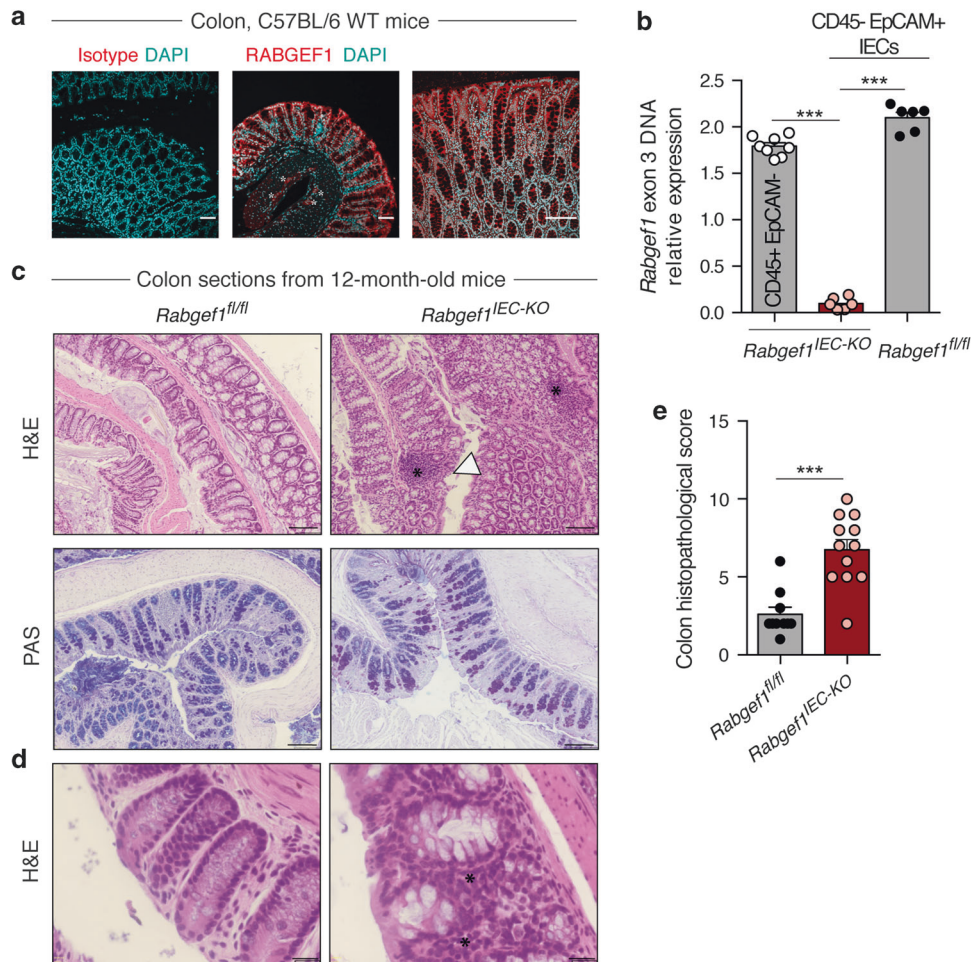 a
Colon, C57BL/6 WT mice
Isotype DAPI
RABGEF1 DAPI
b
CD45- EpCAM+
IECs
***
***
Rabgef1 exon 3 DNA
relative expression
2.5
2.0
1.5
1.0
0.5
0.0
CD45+ EpCAM-
Rabgef1IEC-KO
Rabgef1fl/fl
c
Colon sections from 12-month-old mice
Rabgef1fl/fl
Rabgef1IEC-KO
H&E
*
*
PAS
d
H&E
*
*
e
***
Colon histopathological score
15
10
5
0
Rabgef1fl/fl
Rabgef1IEC-KO